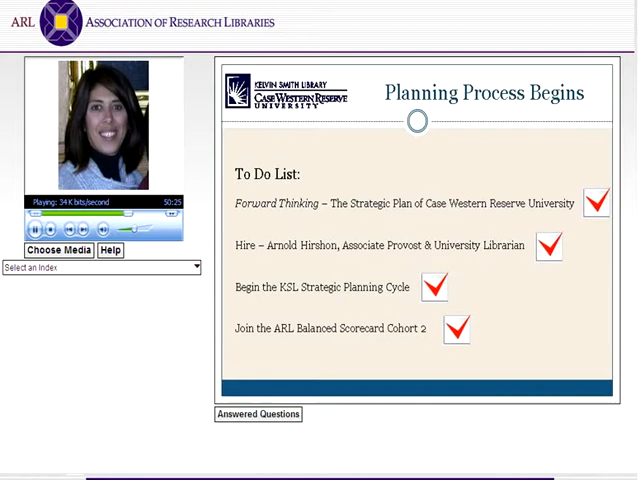 ARL
ASSOCIATION OF RESEARCH LIBRARIES
Playing: 34 K bits/second 50:25
Choose Media Help
Select an Index
KELVIN SMITH LIBRARY
CASE WESTERN RESERVE
UNIVERSITY
Planning Process Begins
To Do List:
Forward Thinking – The Strategic Plan of Case Western Reserve University
Hire – Arnold Hirshon, Associate Provost & University Librarian
Begin the KSL Strategic Planning Cycle
Join the ARL Balanced Scorecard Cohort 2
Answered Questions